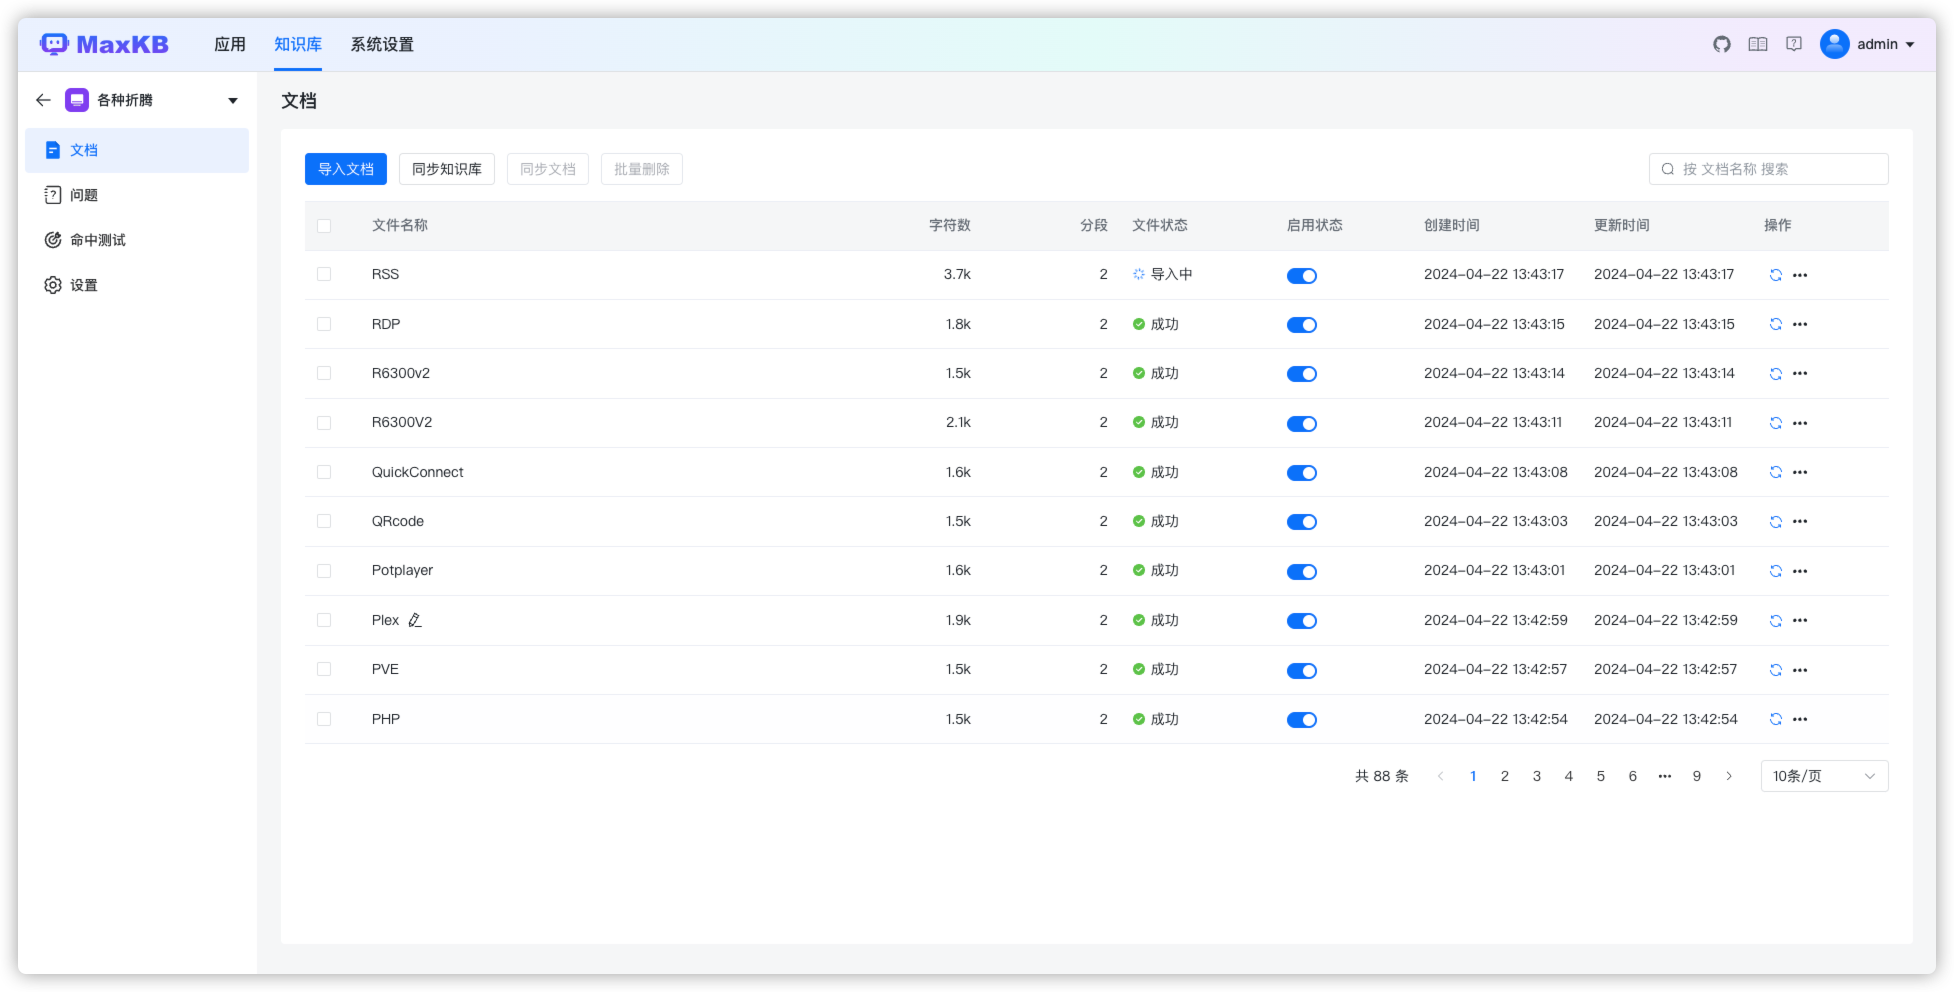 MaxKB 应用 知识库 系统设置 admin
各种折腾
文档
问题
命中测试
设置
文档
导入文档 同步知识库 同步文档 批量删除 按 文档名称 搜索
文件名称 字符数 分段 文件状态 启用状态 创建时间 更新时间 操作
RSS 3.7k 2 导入中 2024-04-22 13:43:17 2024-04-22 13:43:17
RDP 1.8k 2 成功 2024-04-22 13:43:15 2024-04-22 13:43:15
R6300v2 1.5k 2 成功 2024-04-22 13:43:14 2024-04-22 13:43:14
R6300V2 2.1k 2 成功 2024-04-22 13:43:11 2024-04-22 13:43:11
QuickConnect 1.6k 2 成功 2024-04-22 13:43:08 2024-04-22 13:43:08
QRcode 1.5k 2 成功 2024-04-22 13:43:03 2024-04-22 13:43:03
Potplayer 1.6k 2 成功 2024-04-22 13:43:01 2024-04-22 13:43:01
Plex 1.9k 2 成功 2024-04-22 13:42:59 2024-04-22 13:42:59
PVE 1.5k 2 成功 2024-04-22 13:42:57 2024-04-22 13:42:57
PHP 1.5k 2 成功 2024-04-22 13:42:54 2024-04-22 13:42:54
共 88 条 1 2 3 4 5 6 ••• 9 10条/页